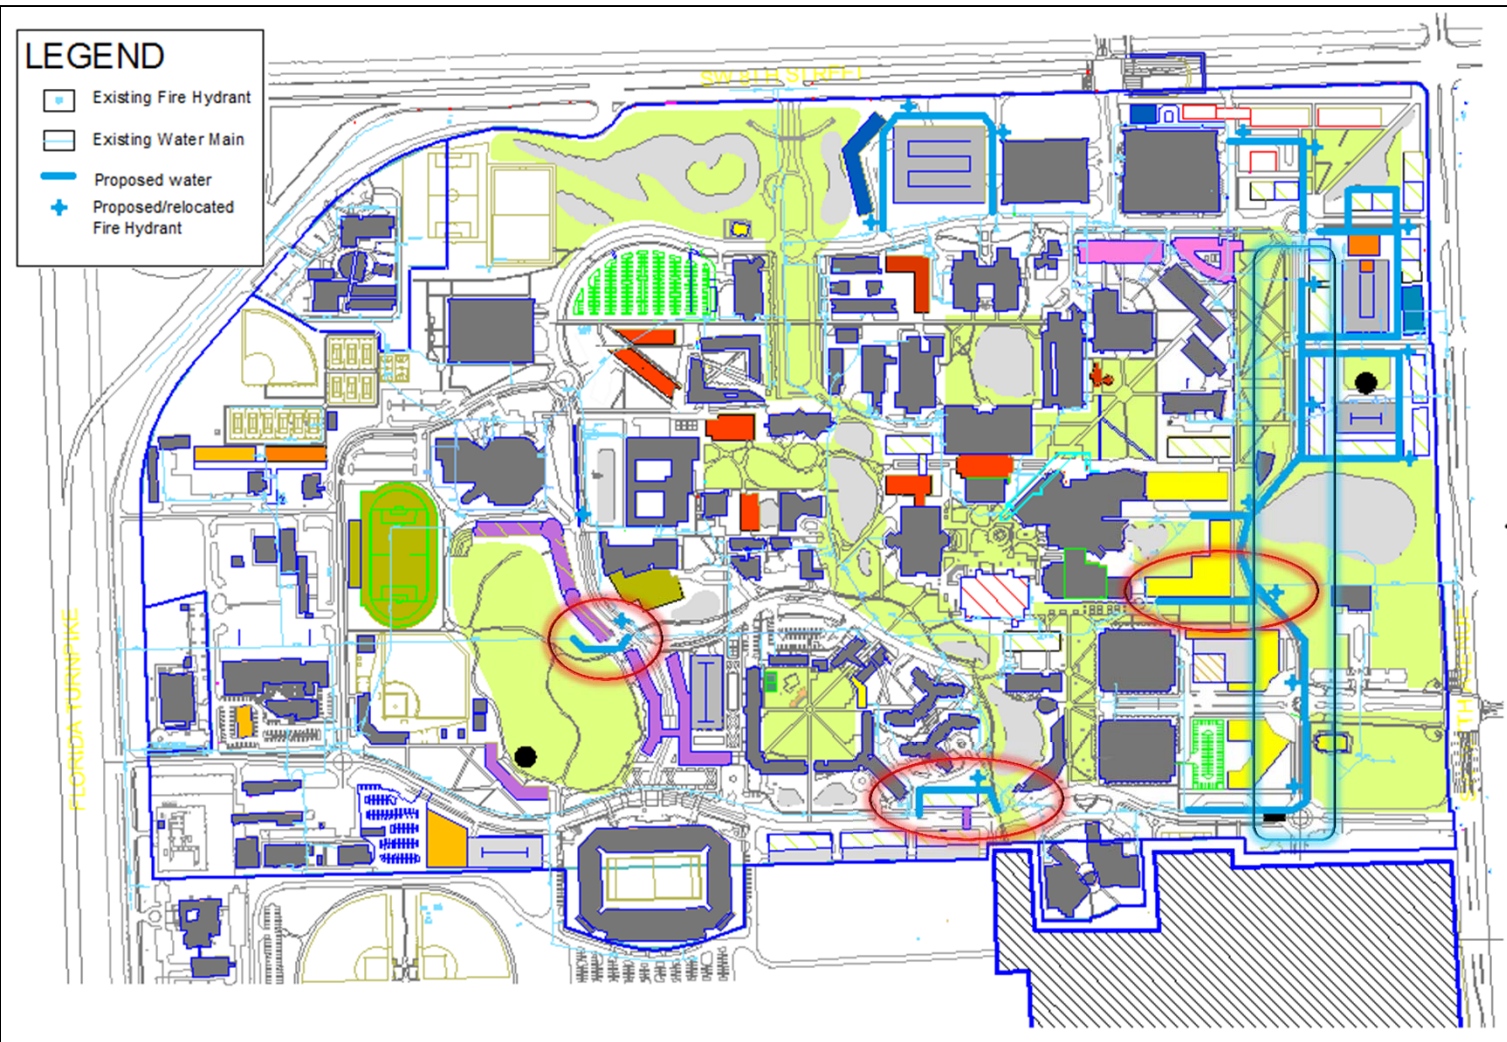 LEGEND
Existing Fire Hydrant
Existing Water Main
Proposed water
Proposed/relocated
Fire Hydrant
SW 8TH STREET
FLORIDA TURNPIKE